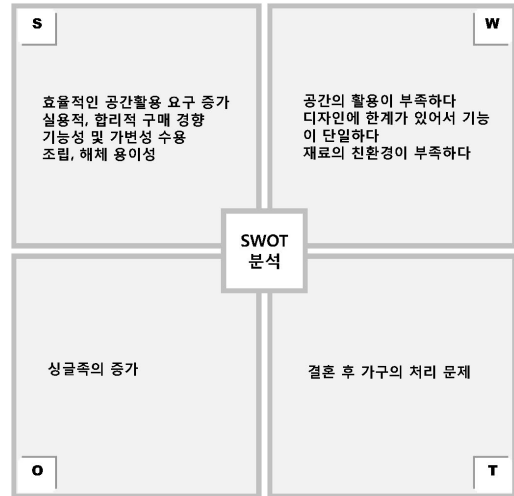 S
효율적인 공간활용 요구 증가
실용적, 합리적 구매 경향
기능성 및 가변성 수용
조립, 해체 용이성
W
공간의 활용이 부족하다
디자인에 한계가 있어서 기능
이 단일하다
재료의 친환경이 부족하다
SWOT
분석
싱글족의 증가
O
결혼 후 가구의 처리 문제
T